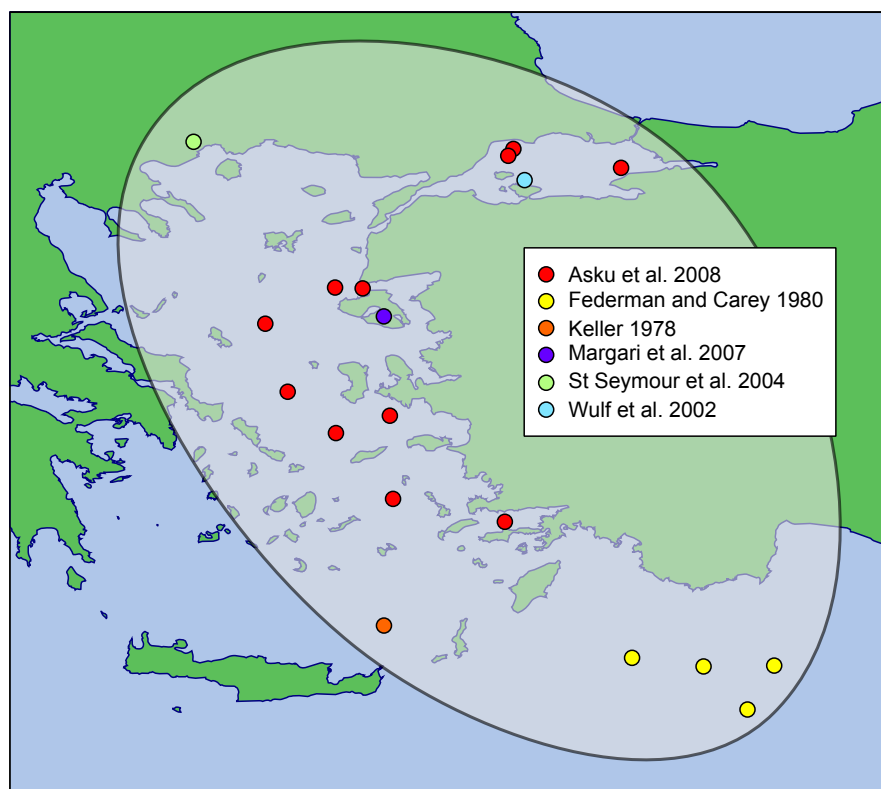 Asku et al. 2008
Federman and Carey 1980
Keller 1978
Margari et al. 2007
St Seymour et al. 2004
Wulf et al. 2002